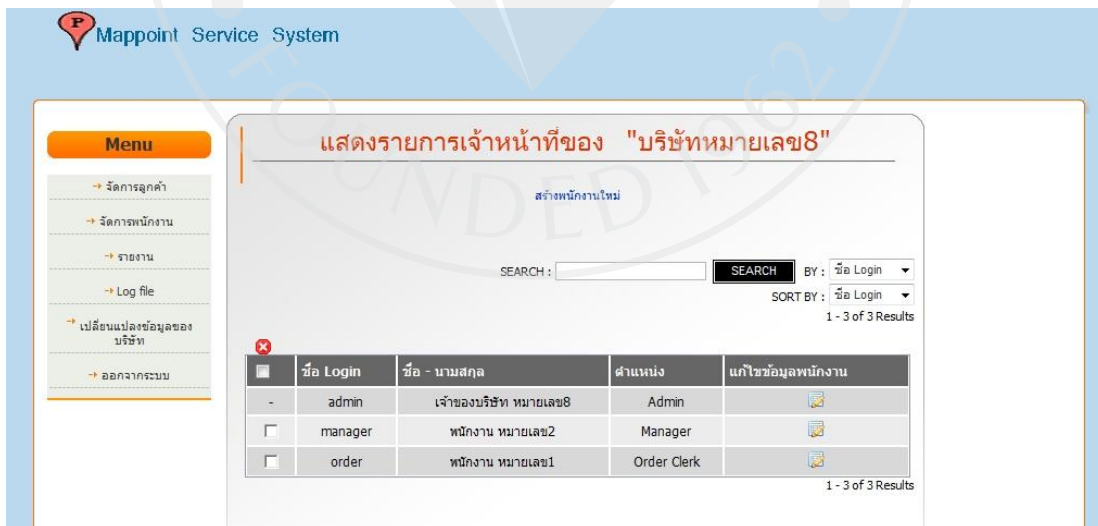 Mappoint Service System
Menu
→ จัดการลูกค้า
→ จัดการพนักงาน
→ รายงาน
→ Log file
→ เปลี่ยนแปลงข้อมูลของ
บริษัท
→ ออกจากระบบ
แสดงรายการเจ้าหน้าที่ของ "บริษัทหมายเลข8"
สร้างพนักงานใหม่
SEARCH : SEARCH BY : ชื่อ Login
SORT BY : ชื่อ Login
1 - 3 of 3 Results
ชื่อ Login ชื่อ - นามสกุล ตำแหน่ง แก้ไขข้อมูลพนักงาน
- admin เจ้าของบริษัท หมายเลข8 Admin
manager พนักงาน หมายเลข2 Manager
order พนักงาน หมายเลข1 Order Clerk
1 - 3 of 3 Results
FOUNDED 1962